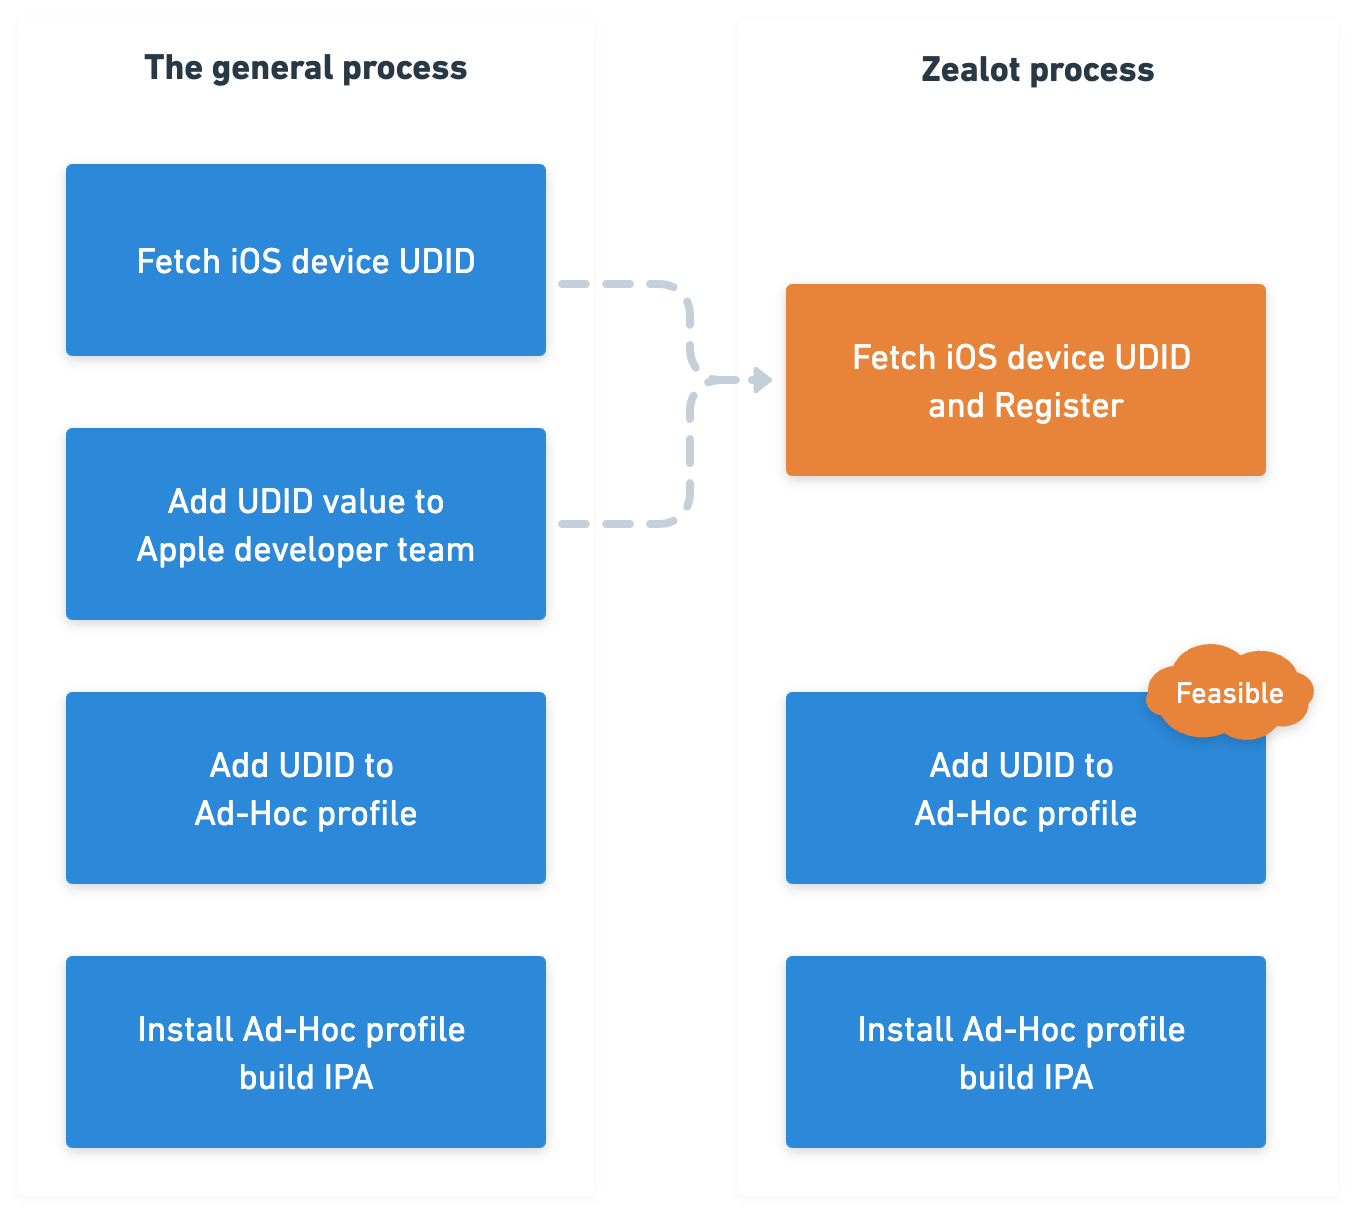 The general process
Fetch iOS device UDID
Add UDID value to
Apple developer team
Add UDID to
Ad-Hoc profile
Install Ad-Hoc profile
build IPA
Zealot process
Fetch iOS device UDID
and Register
Feasible
Add UDID to
Ad-Hoc profile
Install Ad-Hoc profile
build IPA